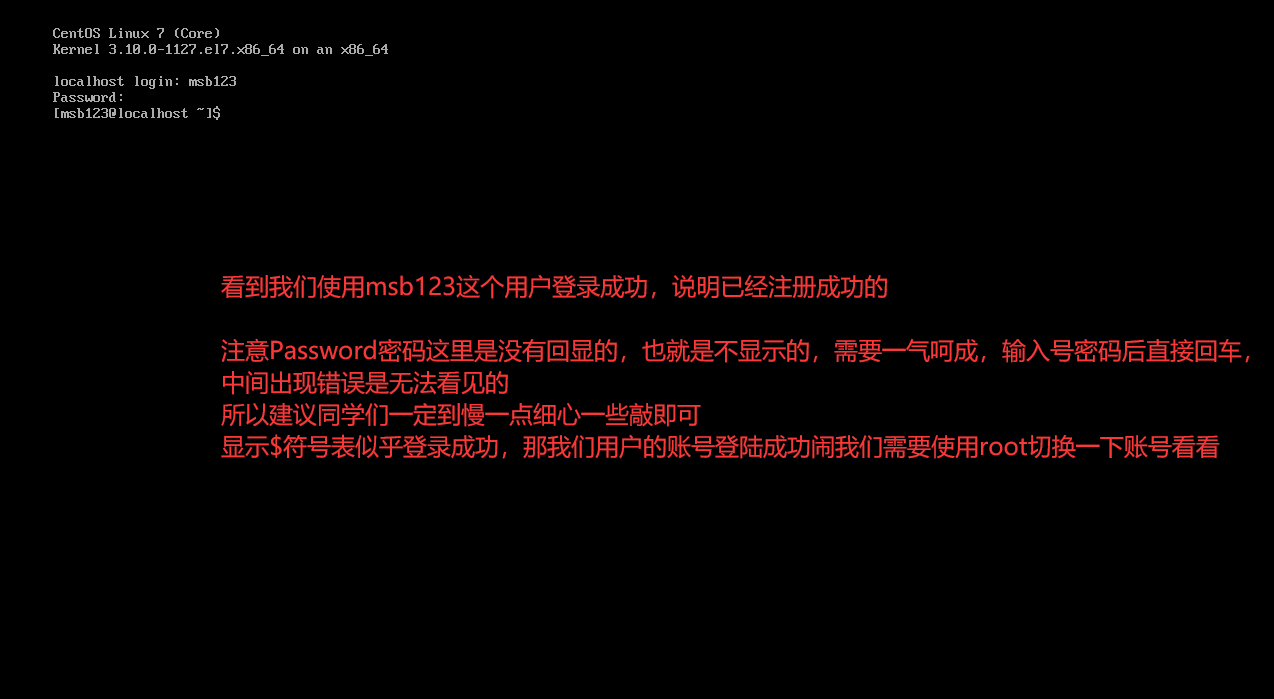 CentOS Linux 7 (Core)
Kernel 3.10.0-1127.el7.x86_64 on an x86_64
localhost login: msb123
Password:
[msb123@localhost ~]$
看到我们使用msb123这个用户登录成功，说明已经注册成功的
注意Password密码这里是没有回显的，也就是不显示的，需要一气呵成，输入号密码后直接回车，
中间出现错误是无法看见的
所以建议同学们一定到慢一点细心一些敲即可
显示$符号表似乎登录成功，那我们用户的账号登陆成功闹我们需要使用root切换一下账号看看